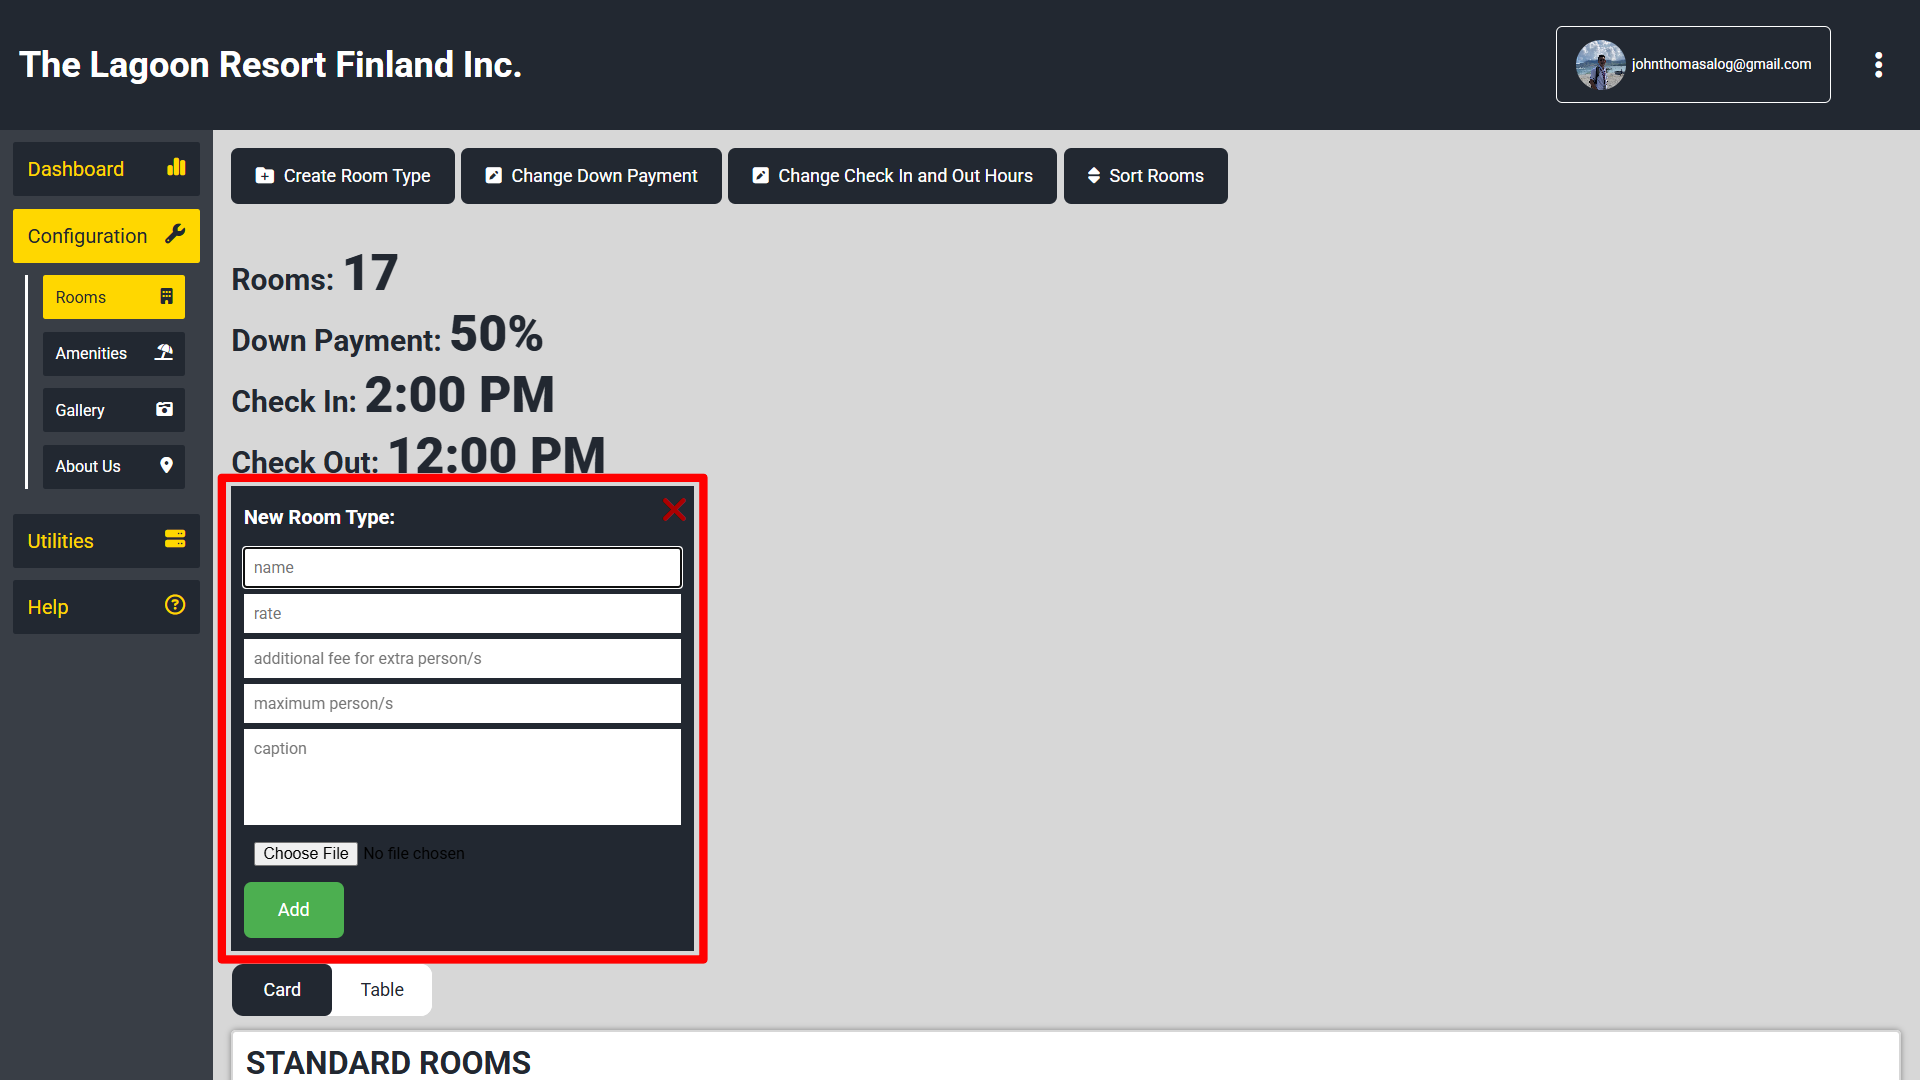 The Lagoon Resort Finland Inc.
johnthomasalog@gmail.com
Dashboard
Configuration
Rooms
Amenities
Gallery
About Us
Utilities
Help
Create Room Type
Change Down Payment
Change Check In and Out Hours
Sort Rooms
Rooms: 17
Down Payment: 50%
Check In: 2:00 PM
Check Out: 12:00 PM
New Room Type:
name
rate
additional fee for extra person/s
maximum person/s
caption
Choose File No file chosen
Add
Card
Table
STANDARD ROOMS